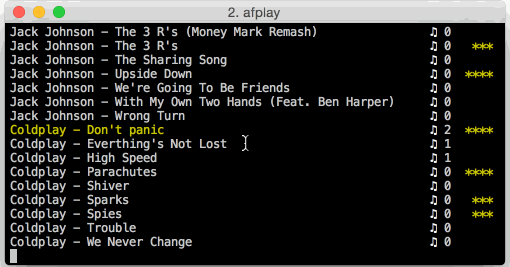 2. afplay
Jack Johnson – The 3 R's (Money Mark Remash) ♫ 0
Jack Johnson – The 3 R's ♫ 0 ***
Jack Johnson – The Sharing Song ♫ 0
Jack Johnson – Upside Down ♫ 0 ****
Jack Johnson – We're Going To Be Friends ♫ 0
Jack Johnson – With My Own Two Hands (Feat. Ben Harper) ♫ 0
Jack Johnson – Wrong Turn ♫ 0
Coldplay – Don't panic ♫ 2 ****
Coldplay – Everthing's Not Lost ♫ 1
Coldplay – High Speed ♫ 1
Coldplay – Parachutes ♫ 0 ****
Coldplay – Shiver ♫ 0
Coldplay – Sparks ♫ 0 ***
Coldplay – Spies ♫ 0 ***
Coldplay – Trouble ♫ 0
Coldplay – We Never Change ♫ 0